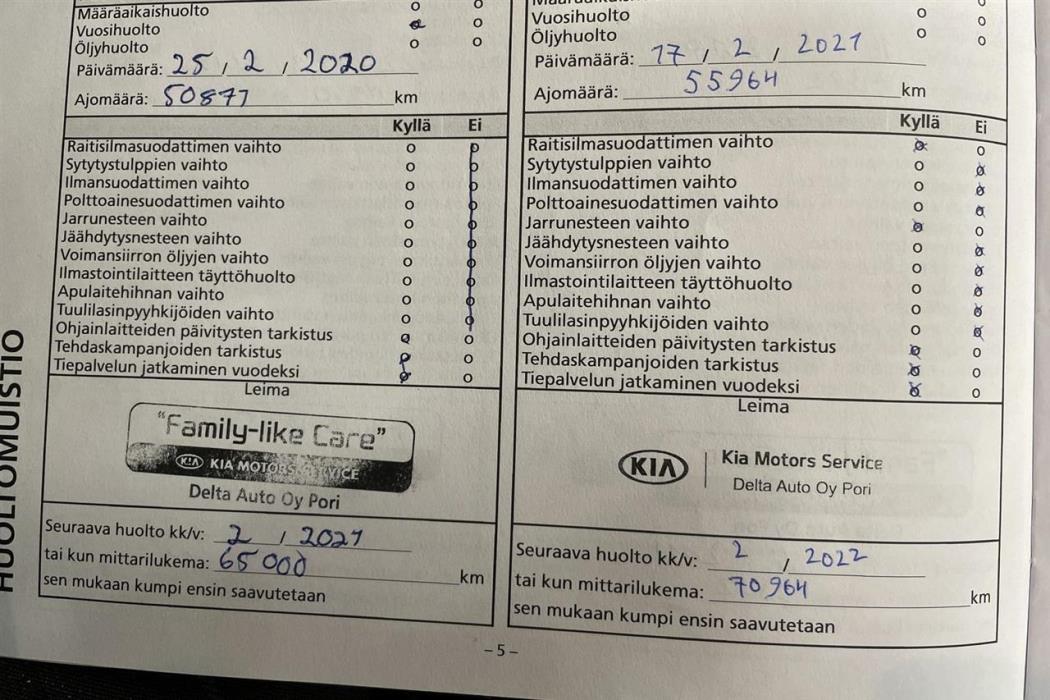 HUOLTOMUISTIO
Määräaikaishuolto
Vuosihuolto
Öljyhuolto
Päivämäärä: 25 / 2 / 2020
Ajomäärä: 50877 km
Kyllä Ei
Raitisilmasuodattimen vaihto
Sytytystulppien vaihto
Ilmansuodattimen vaihto
Polttoainesuodattimen vaihto
Jarrunesteen vaihto
Jäähdytysnesteen vaihto
Voimansiirron öljyjen vaihto
Ilmastointilaitteen täyttöhuolto
Apulaitehihnan vaihto
Tuulilasinpyyhkijöiden vaihto
Ohjainlaitteiden päivitysten tarkistus
Tehdaskampanjoiden tarkistus
Tiepalvelun jatkaminen vuodeksi
Leima
"Family-like Care"
KIA KIA MOTORS SERVICE
Delta Auto Oy Pori
Seuraava huolto kk/v: 2 / 2021
tai kun mittarilukema: 65 000 km
sen mukaan kumpi ensin saavutetaan
Vuosihuolto
Öljyhuolto
Päivämäärä: 17 / 2 / 2021
Ajomäärä: 55964 km
Kyllä Ei
Raitisilmasuodattimen vaihto
Sytytystulppien vaihto
Ilmansuodattimen vaihto
Polttoainesuodattimen vaihto
Jarrunesteen vaihto
Jäähdytysnesteen vaihto
Voimansiirron öljyjen vaihto
Ilmastointilaitteen täyttöhuolto
Apulaitehihnan vaihto
Tuulilasinpyyhkijöiden vaihto
Ohjainlaitteiden päivitysten tarkistus
Tehdaskampanjoiden tarkistus
Tiepalvelun jatkaminen vuodeksi
Leima
KIA Kia Motors Service
Delta Auto Oy Pori
Seuraava huolto kk/v: 2 / 2022
tai kun mittarilukema: 70964 km
sen mukaan kumpi ensin saavutetaan
- 5 -